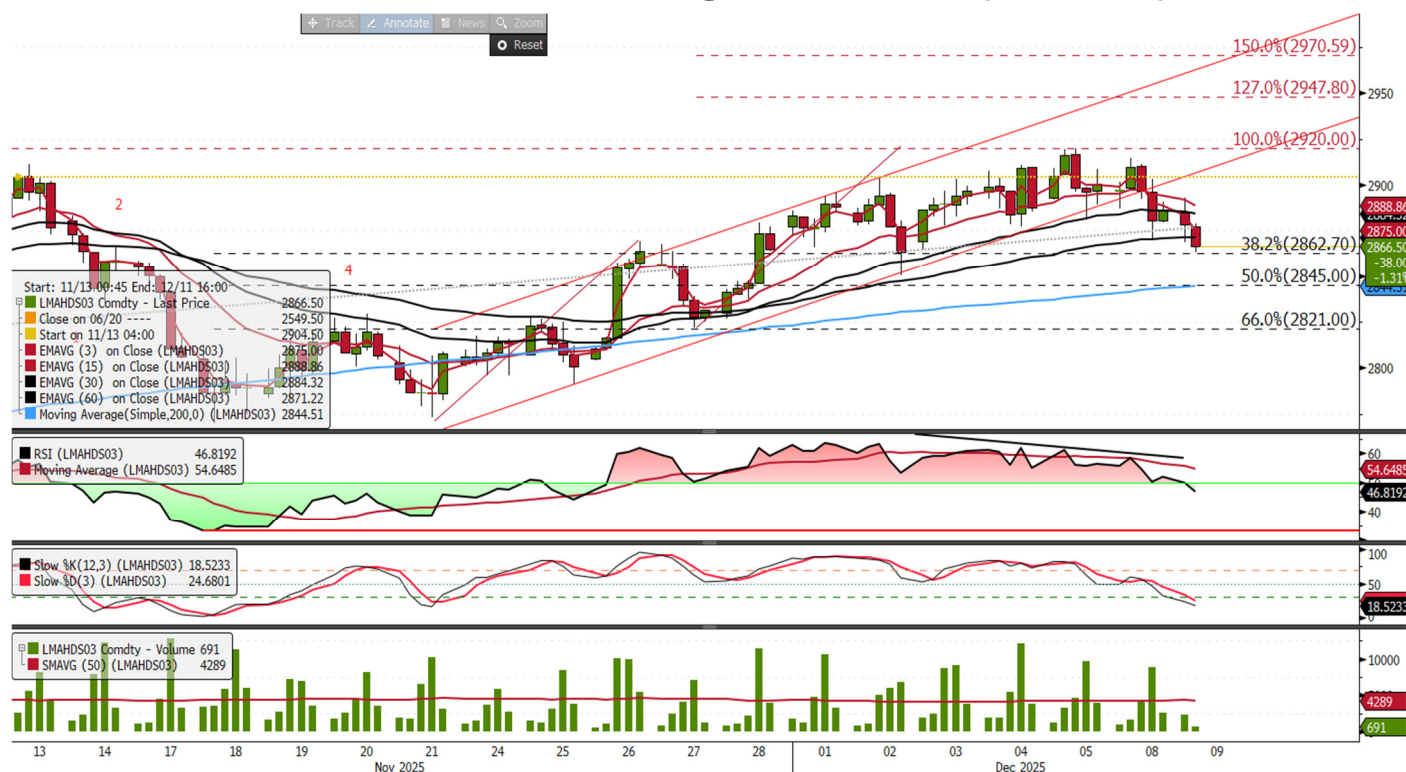 Track Annotate News Zoom
Reset
150.0%(2970.59)
127.0%(2947.80)
2950
100.0%(2920.00)
2900
2
2888.86
2875.00
38.2%(2862.70)
2866.50
-38.00
-1.31%
4
50.0%(2845.00)
66.0%(2821.00)
2800
Start: 11/13 00:45 End: 12/11 16:00
LMAHDS03 Comdty - Last Price 2866.50
Close on 06/20 ---- 2549.50
Start on 11/13 04:00 2904.50
EMAVG (3) on Close (LMAHDS03) 2875.00
EMAVG (15) on Close (LMAHDS03) 2888.86
EMAVG (30) on Close (LMAHDS03) 2884.32
EMAVG (60) on Close (LMAHDS03) 2871.22
Moving Average(Simple,200,0) (LMAHDS03) 2844.51
RSI (LMAHDS03) 46.8192
Moving Average (LMAHDS03) 54.6485
60
54.6485
46.8192
40
Slow %K(12,3) (LMAHDS03) 18.5233
Slow %D(3) (LMAHDS03) 24.6801
100
50
18.5233
0
LMAHDS03 Comdty - Volume 691
SMAVG (50) (LMAHDS03) 4289
10000
4289
691
13 14 17 18 19 20 21 24 25 26 27 28 01 02 03 04 05 08 09
Nov 2025 Dec 2025